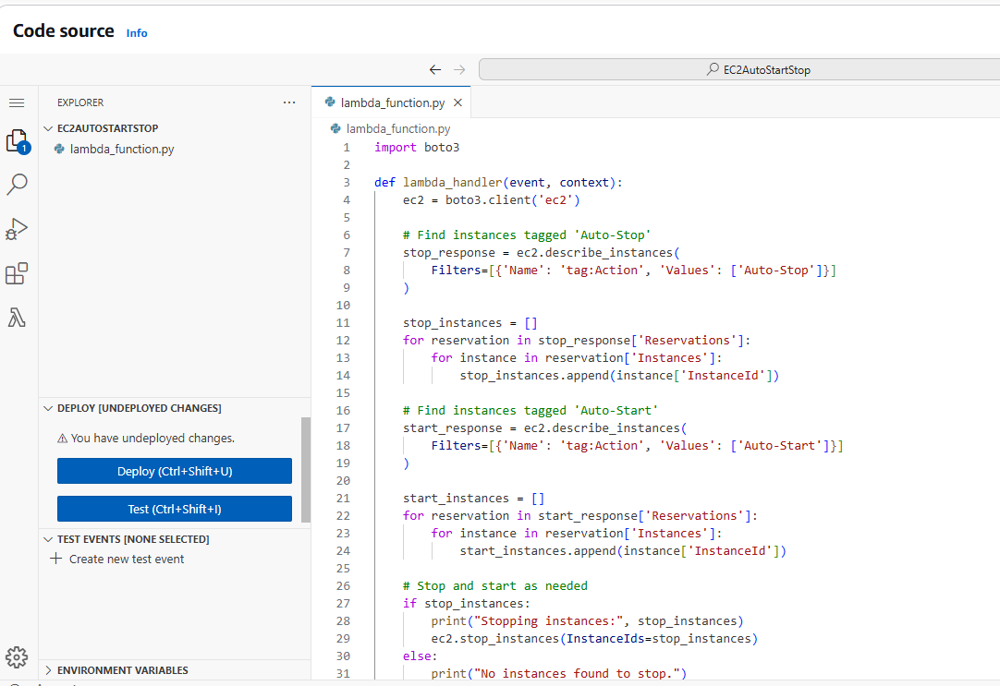 Code source Info
EC2AutoStartStop
EXPLORER
EC2AUTOSTARTSTOP
lambda_function.py
1
DEPLOY [UNDEPLOYED CHANGES]
You have undeployed changes.
Deploy (Ctrl+Shift+U)
Test (Ctrl+Shift+I)
TEST EVENTS [NONE SELECTED]
Create new test event
ENVIRONMENT VARIABLES
lambda_function.py
lambda_function.py
1 import boto3
2
3 def lambda_handler(event, context):
4     ec2 = boto3.client('ec2')
5
6     # Find instances tagged 'Auto-Stop'
7     stop_response = ec2.describe_instances(
8         Filters=[{'Name': 'tag:Action', 'Values': ['Auto-Stop']}]
9     )
10
11     stop_instances = []
12     for reservation in stop_response['Reservations']:
13         for instance in reservation['Instances']:
14             stop_instances.append(instance['InstanceId'])
15
16     # Find instances tagged 'Auto-Start'
17     start_response = ec2.describe_instances(
18         Filters=[{'Name': 'tag:Action', 'Values': ['Auto-Start']}]
19     )
20
21     start_instances = []
22     for reservation in start_response['Reservations']:
23         for instance in reservation['Instances']:
24             start_instances.append(instance['InstanceId'])
25
26     # Stop and start as needed
27     if stop_instances:
28         print("Stopping instances:", stop_instances)
29         ec2.stop_instances(InstanceIds=stop_instances)
30     else:
31         print("No instances found to stop.")